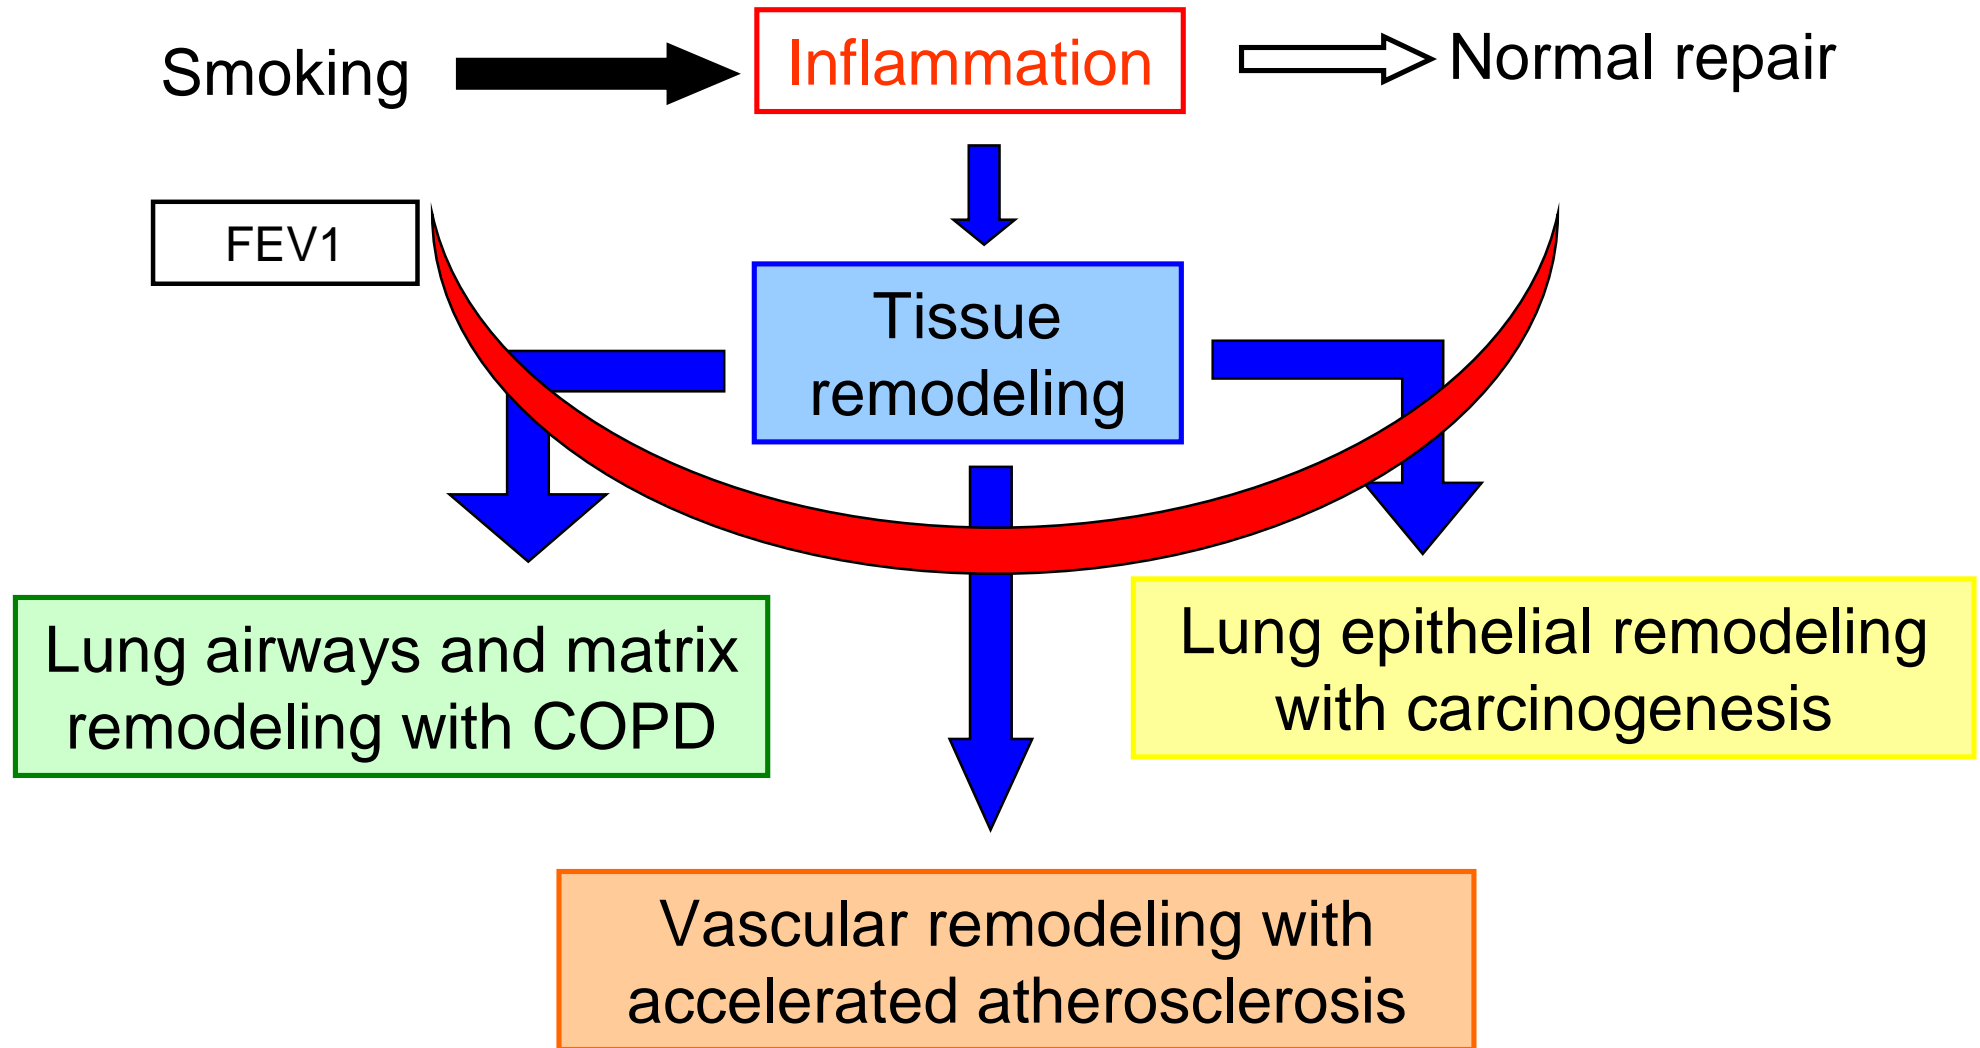 Smoking
Inflammation
Normal repair
FEV1
Tissue
remodeling
Lung airways and matrix
remodeling with COPD
Lung epithelial remodeling
with carcinogenesis
Vascular remodeling with
accelerated atherosclerosis